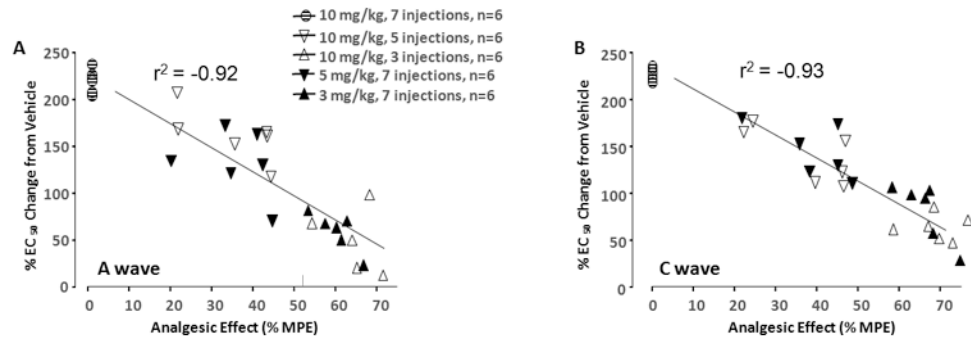 10 mg/kg, 7 injections, n=6
10 mg/kg, 5 injections, n=6
10 mg/kg, 3 injections, n=6
5 mg/kg, 7 injections, n=6
3 mg/kg, 7 injections, n=6
A
r² = -0.92
% EC₅₀ Change from Vehicle
250
200
150
100
50
0
A wave
0 10 20 30 40 50 60 70
Analgesic Effect (% MPE)
B
r² = -0.93
% EC₅₀ Change from Vehicle
250
200
150
100
50
0
C wave
0 10 20 30 40 50 60 70
Analgesic Effect (% MPE)